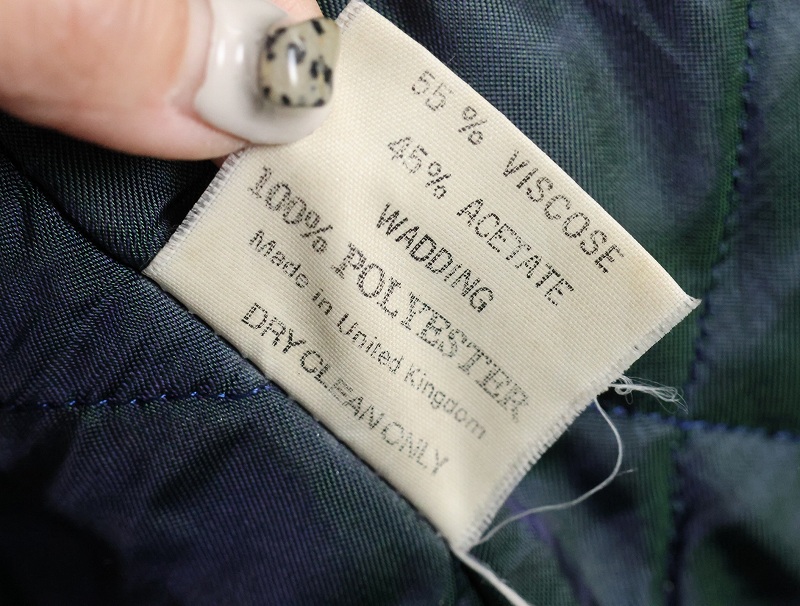 55 % VISCOSE
45% ACETATE
WADDING
100% POLYESTER
Made in United Kingdom
DRY CLEAN ONLY